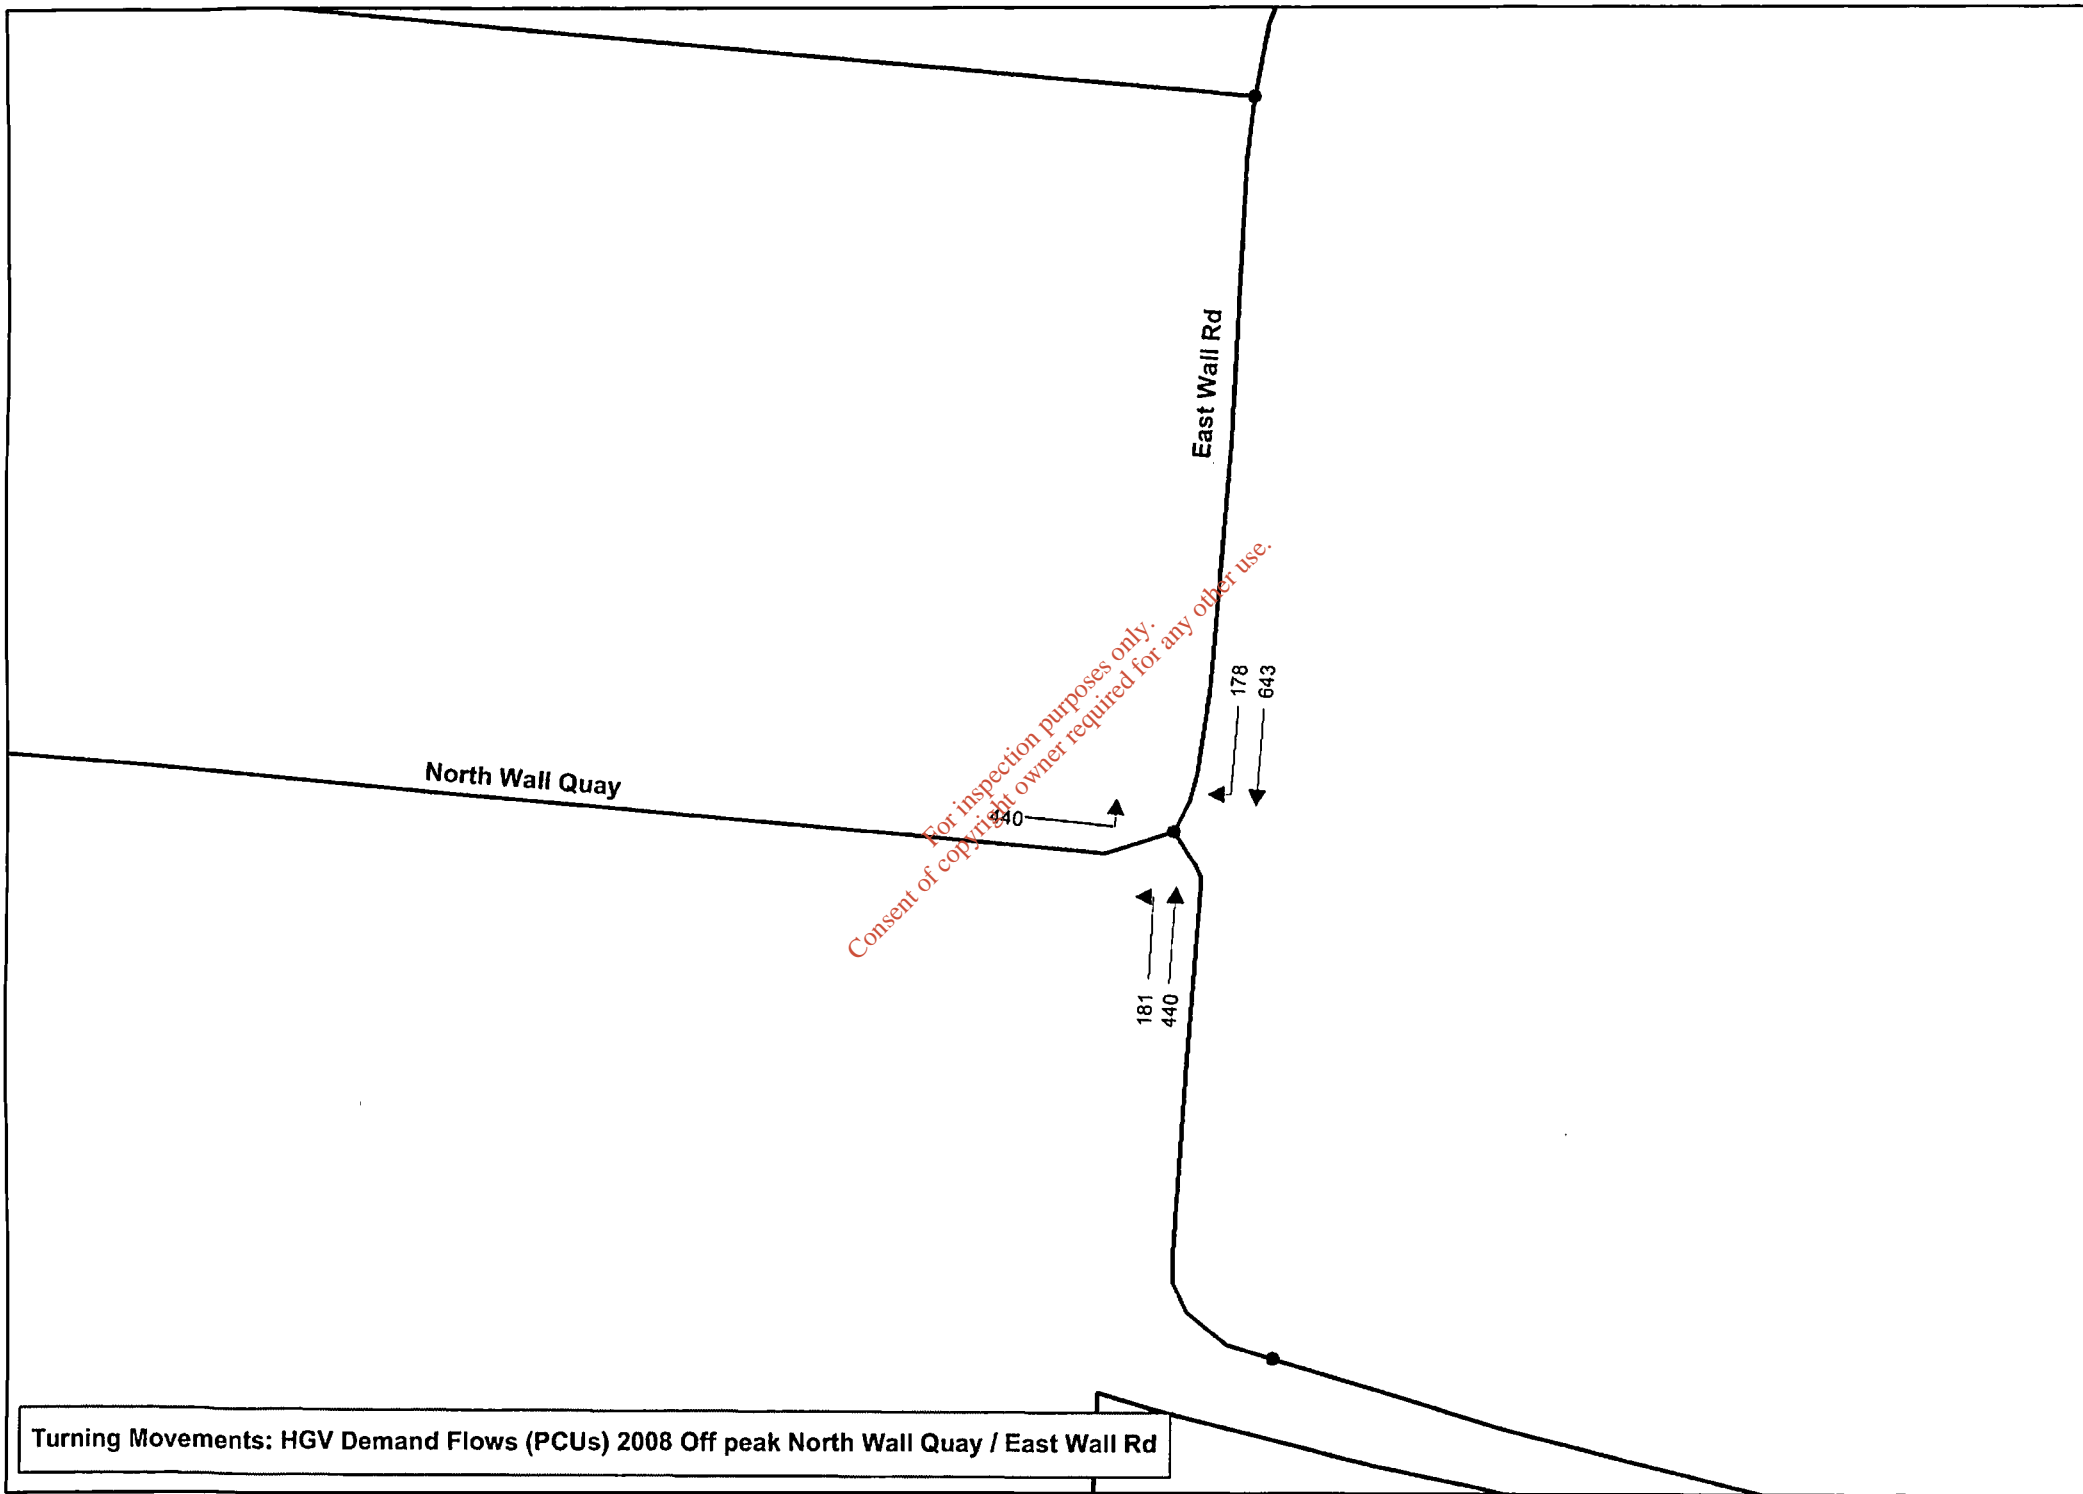 East Wall Rd
178
643
North Wall Quay
440
181
440
For inspection purposes only.
Consent of copyright owner required for any other use.
Turning Movements: HGV Demand Flows (PCUs) 2008 Off peak North Wall Quay / East Wall Rd